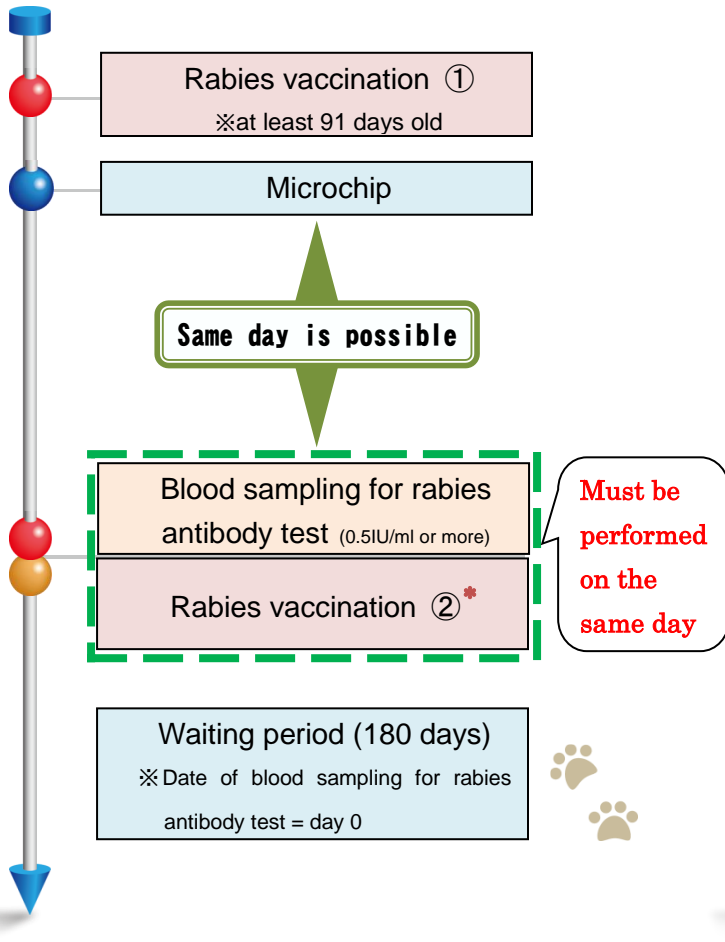 Rabies vaccination ①
※at least 91 days old
Microchip
Same day is possible
Blood sampling for rabies
antibody test (0.5IU/ml or more)
Rabies vaccination ②*
Must be
performed
on the
same day
Waiting period (180 days)
※Date of blood sampling for rabies
antibody test = day 0